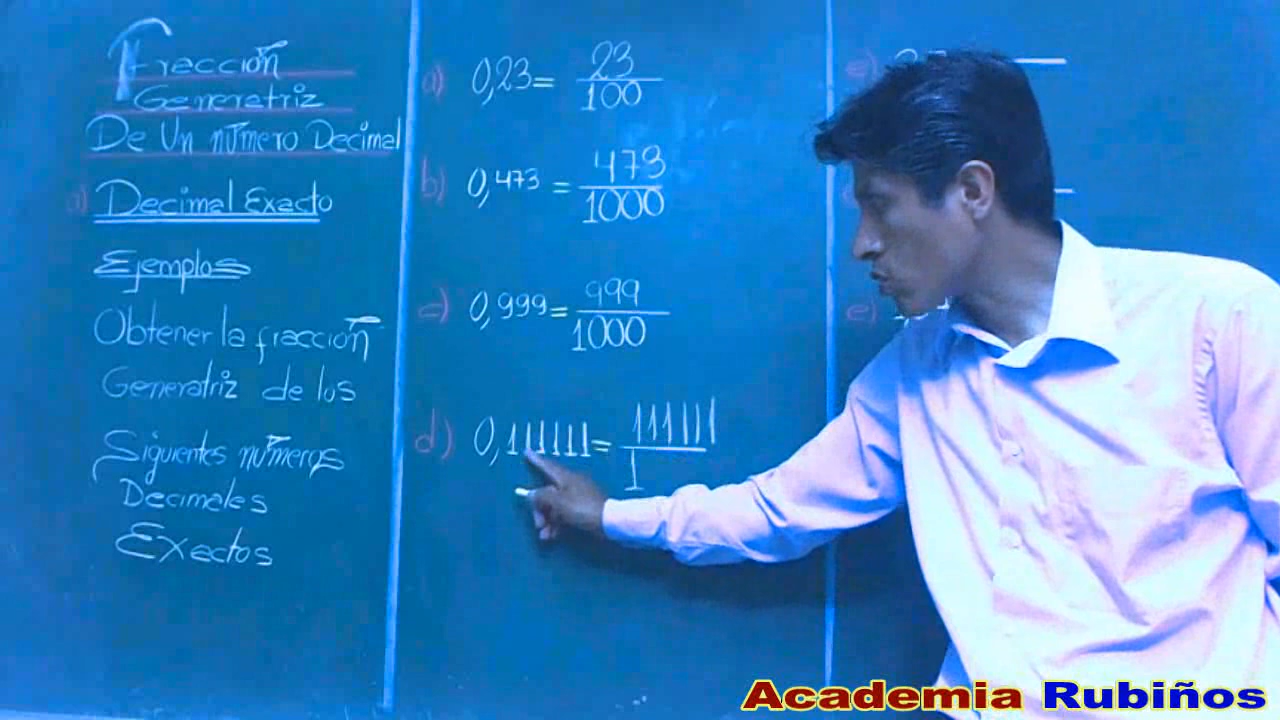 Fracción
Generatriz
De Un número Decimal
a) Decimal Exacto
Ejemplos
Obtener la fracción
Generatriz de los
Siguientes números
Decimales
Exactos
a) 0,23= 23
100
b) 0,473 = 473
1000
c) 0,999= 999
1000
d) 0,111111= 111111
1
e)
e)
Academia Rubiños